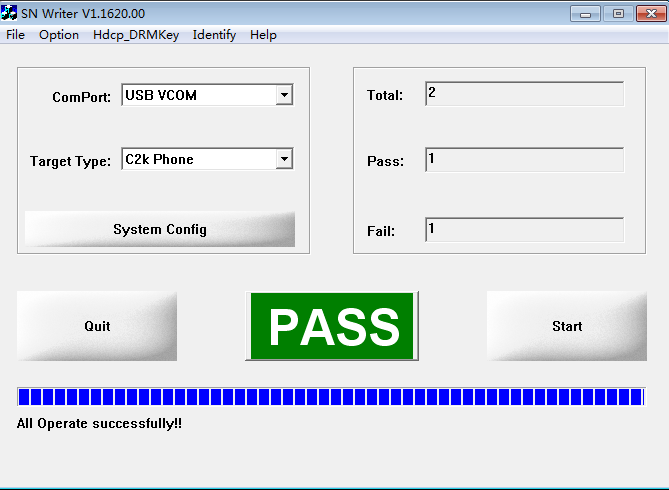 SN Writer V1.1620.00
File Option Hdcp_DRMKey Identify Help
ComPort: USB VCOM
Total: 2
Target Type: C2k Phone
Pass: 1
System Config
Fail: 1
Quit
PASS
Start
All Operate successfully!!